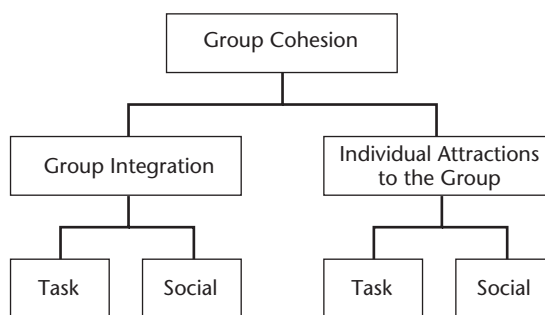 Group Cohesion
Group Integration
Individual Attractions
to the Group
Task
Social
Task
Social